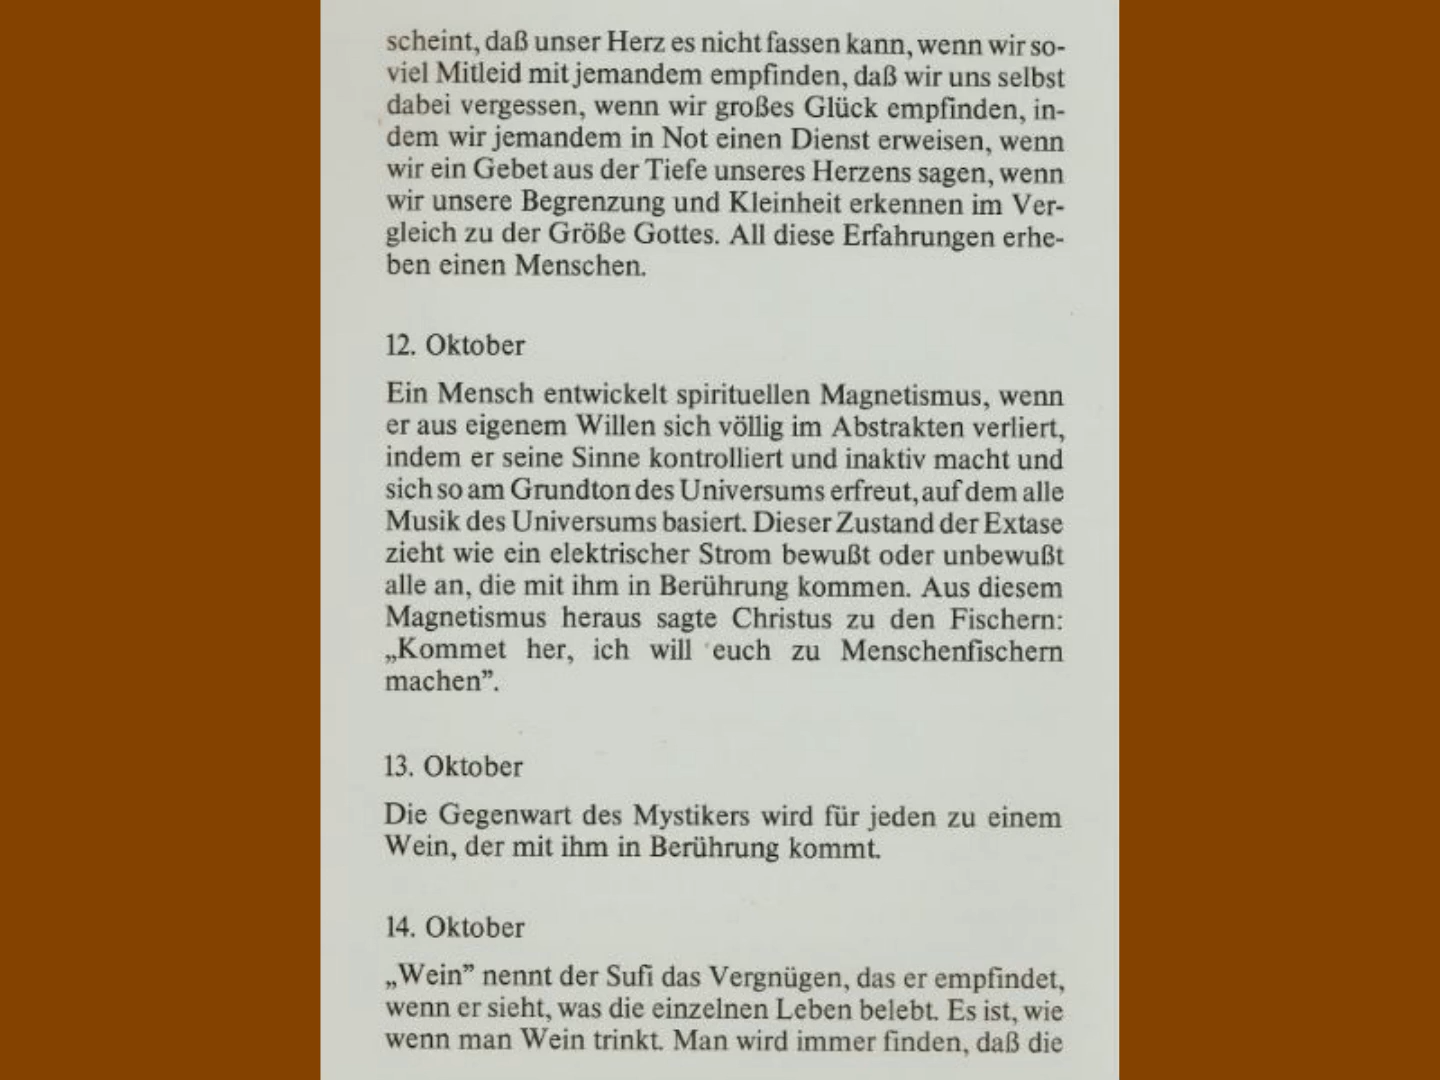 scheint, daß unser Herz es nicht fassen kann, wenn wir so-
viel Mitleid mit jemandem empfinden, daß wir uns selbst
dabei vergessen, wenn wir großes Glück empfinden, in-
dem wir jemandem in Not einen Dienst erweisen, wenn
wir ein Gebet aus der Tiefe unseres Herzens sagen, wenn
wir unsere Begrenzung und Kleinheit erkennen im Ver-
gleich zu der Größe Gottes. All diese Erfahrungen erhe-
ben einen Menschen.
12. Oktober
Ein Mensch entwickelt spirituellen Magnetismus, wenn
er aus eigenem Willen sich völlig im Abstrakten verliert,
indem er seine Sinne kontrolliert und inaktiv macht und
sich so am Grundton des Universums erfreut, auf dem alle
Musik des Universums basiert. Dieser Zustand der Extase
zieht wie ein elektrischer Strom bewußt oder unbewußt
alle an, die mit ihm in Berührung kommen. Aus diesem
Magnetismus heraus sagte Christus zu den Fischern:
„Kommet her, ich will euch zu Menschenfischern
machen”.
13. Oktober
Die Gegenwart des Mystikers wird für jeden zu einem
Wein, der mit ihm in Berührung kommt.
14. Oktober
„Wein” nennt der Sufi das Vergnügen, das er empfindet,
wenn er sieht, was die einzelnen Leben belebt. Es ist, wie
wenn man Wein trinkt. Man wird immer finden, daß die